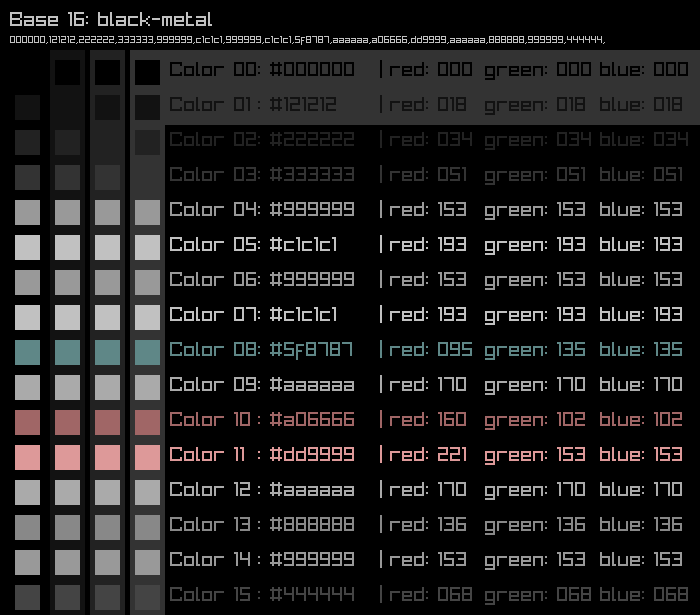 Base 16: black-metal
000000,121212,222222,333333,999999,c1c1c1,999999,c1c1c1,5f8787,aaaaaa,a06666,dd9999,aaaaaa,888888,999999,444444,
Color 00: #000000 | red: 000 green: 000 blue: 000
Color 01 : #121212 | red: 018 green: 018 blue: 018
Color 02: #222222 | red: 034 green: 034 blue: 034
Color 03: #333333 | red: 051 green: 051 blue: 051
Color 04: #999999 | red: 153 green: 153 blue: 153
Color 05: #c1c1c1 | red: 193 green: 193 blue: 193
Color 06: #999999 | red: 153 green: 153 blue: 153
Color 07: #c1c1c1 | red: 193 green: 193 blue: 193
Color 08: #5f8787 | red: 095 green: 135 blue: 135
Color 09: #aaaaaa | red: 170 green: 170 blue: 170
Color 10 : #a06666 | red: 160 green: 102 blue: 102
Color 11 : #dd9999 | red: 221 green: 153 blue: 153
Color 12 : #aaaaaa | red: 170 green: 170 blue: 170
Color 13 : #888888 | red: 136 green: 136 blue: 136
Color 14 : #999999 | red: 153 green: 153 blue: 153
Color 15 : #444444 | red: 068 green: 068 blue: 068